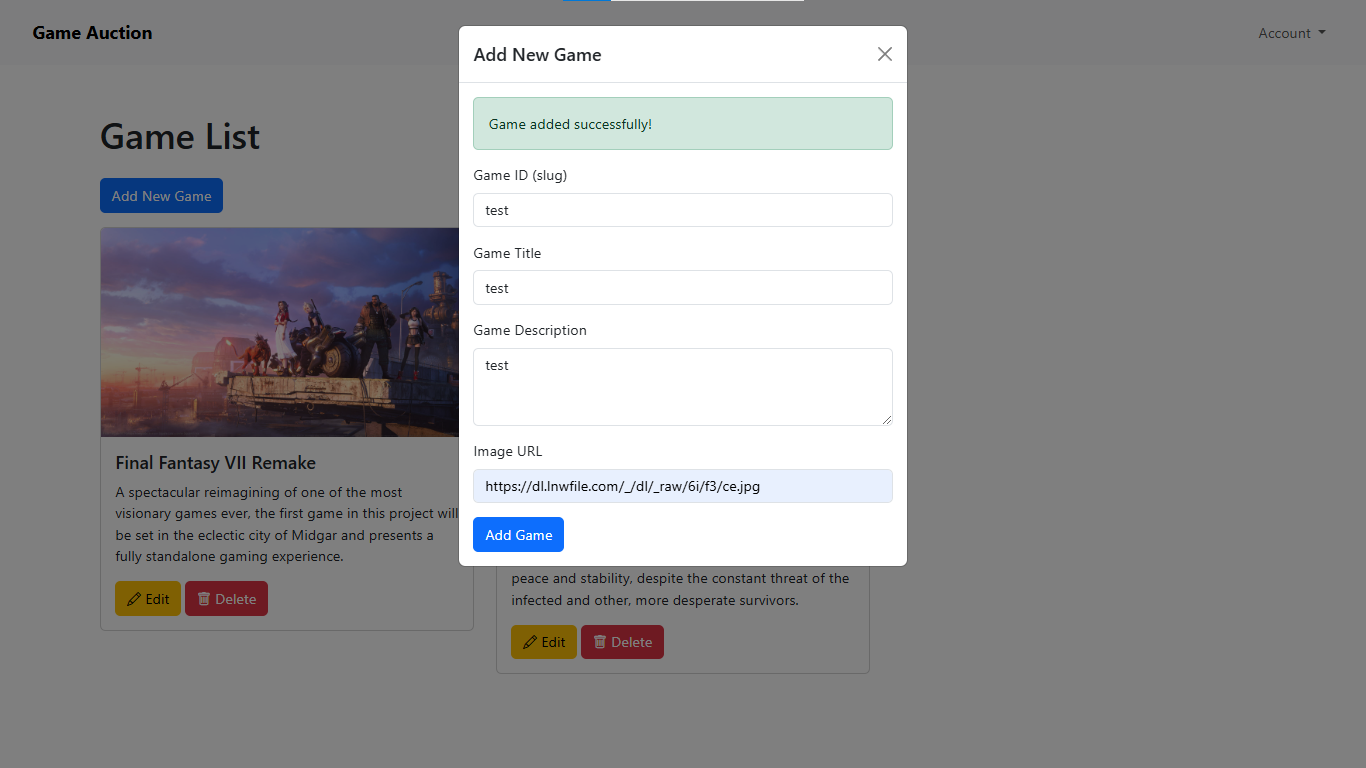 Game Auction
Account
Game List
Add New Game
Final Fantasy VII Remake
A spectacular reimagining of one of the most
visionary games ever, the first game in this project will
be set in the eclectic city of Midgar and presents a
fully standalone gaming experience.
Edit
Delete
peace and stability, despite the constant threat of the
infected and other, more desperate survivors.
Edit
Delete
Add New Game
Game added successfully!
Game ID (slug)
test
Game Title
test
Game Description
test
Image URL
https://dl.lnwfile.com/_/dl/_raw/6i/f3/ce.jpg
Add Game